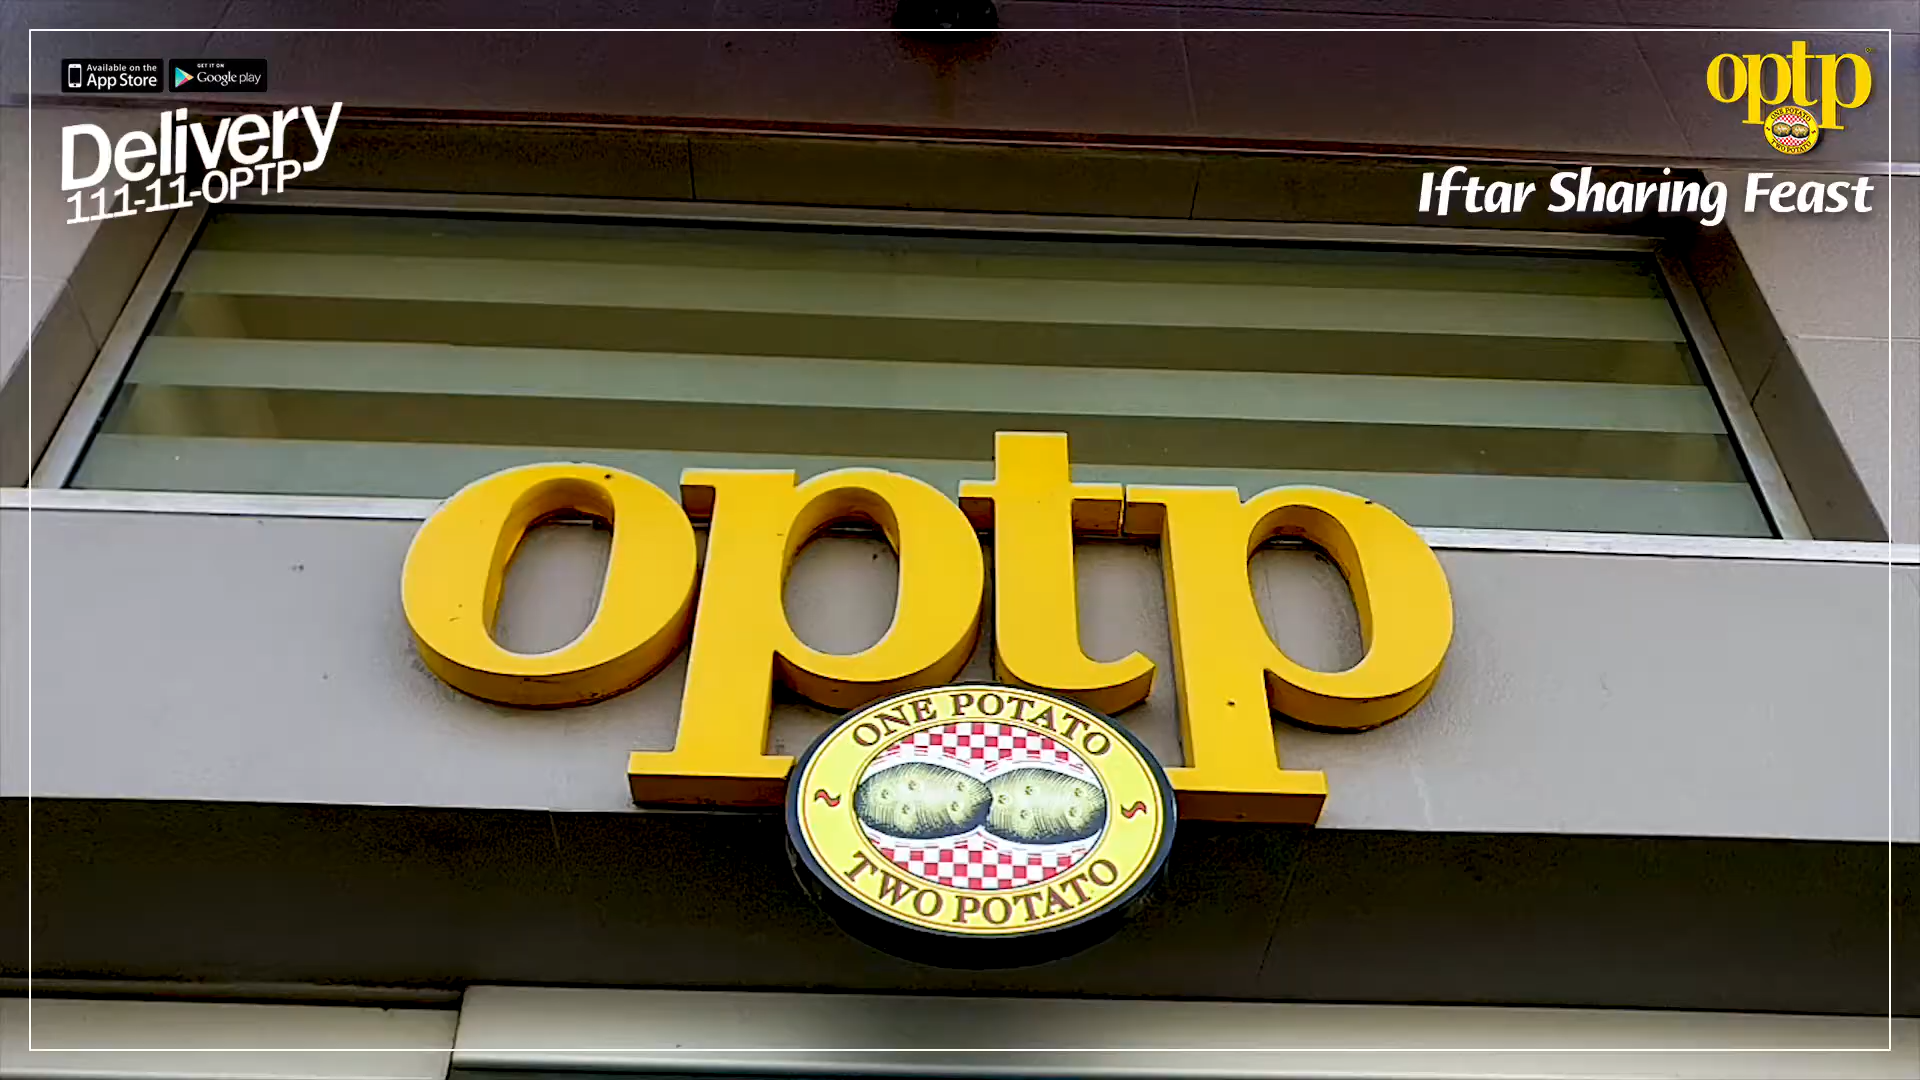 Available on the
App Store
GET IT ON
Google play
Delivery
111-11-OPTP
optp
ONE POTATO
TWO POTATO
Iftar Sharing Feast
optp
ONE POTATO
TWO POTATO